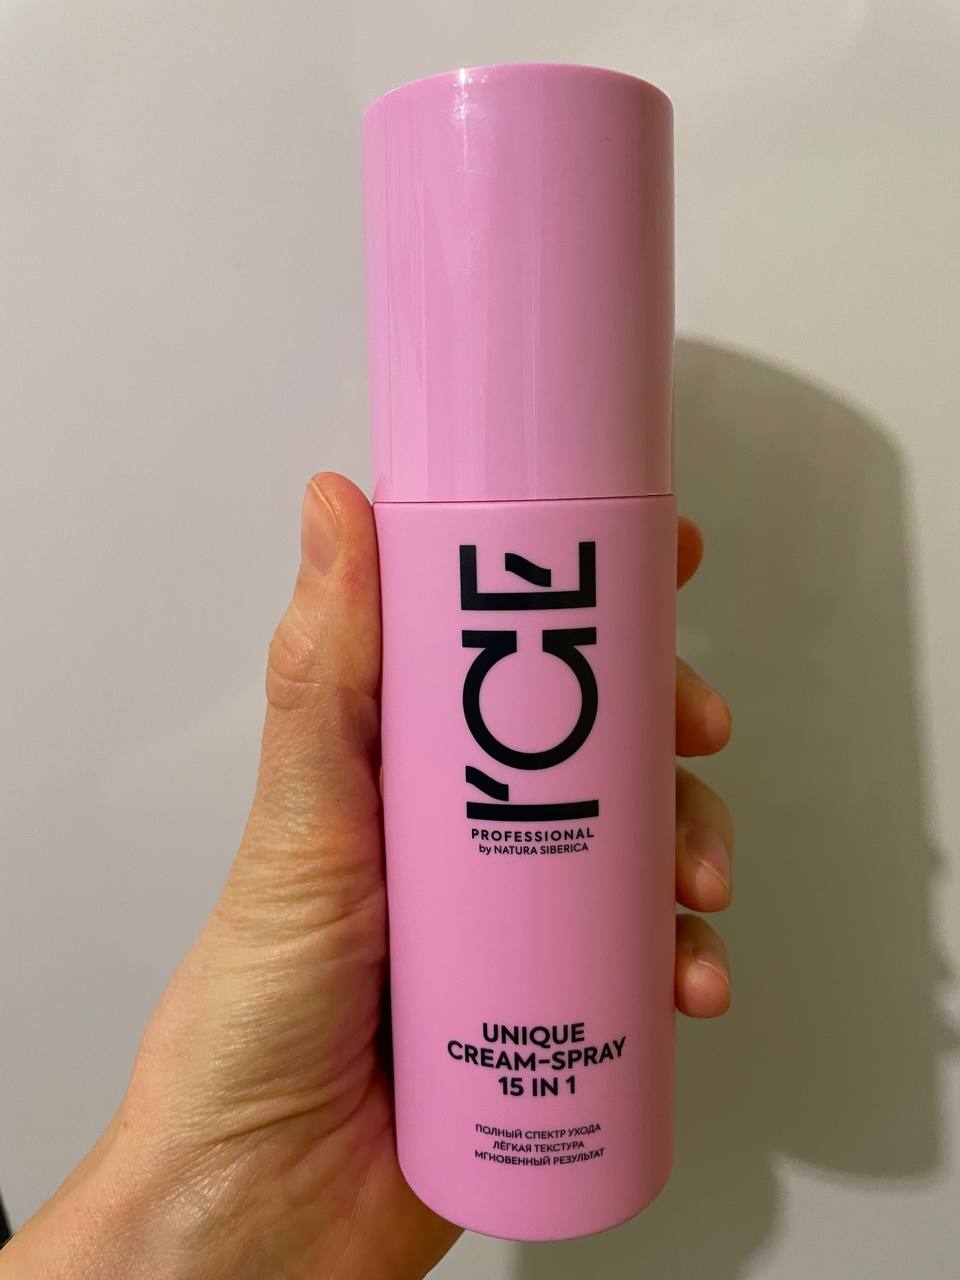 I'CE
PROFESSIONAL
by NATURA SIBERICA
UNIQUE
CREAM-SPRAY
15 IN 1
ПОЛНЫЙ СПЕКТР УХОДА
ЛЁГКАЯ ТЕКСТУРА
МГНОВЕННЫЙ РЕЗУЛЬТАТ